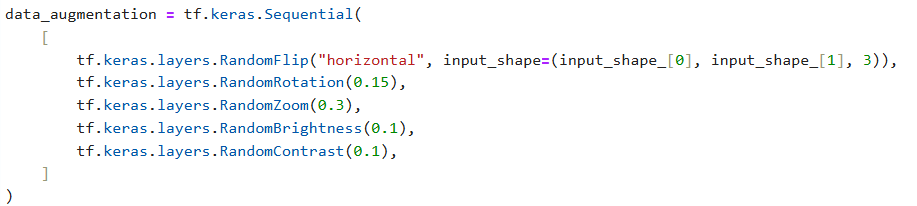 data_augmentation = tf.keras.Sequential(
    [
        tf.keras.layers.RandomFlip("horizontal", input_shape=(input_shape_[0], input_shape_[1], 3)),
        tf.keras.layers.RandomRotation(0.15),
        tf.keras.layers.RandomZoom(0.3),
        tf.keras.layers.RandomBrightness(0.1),
        tf.keras.layers.RandomContrast(0.1),
    ]
)